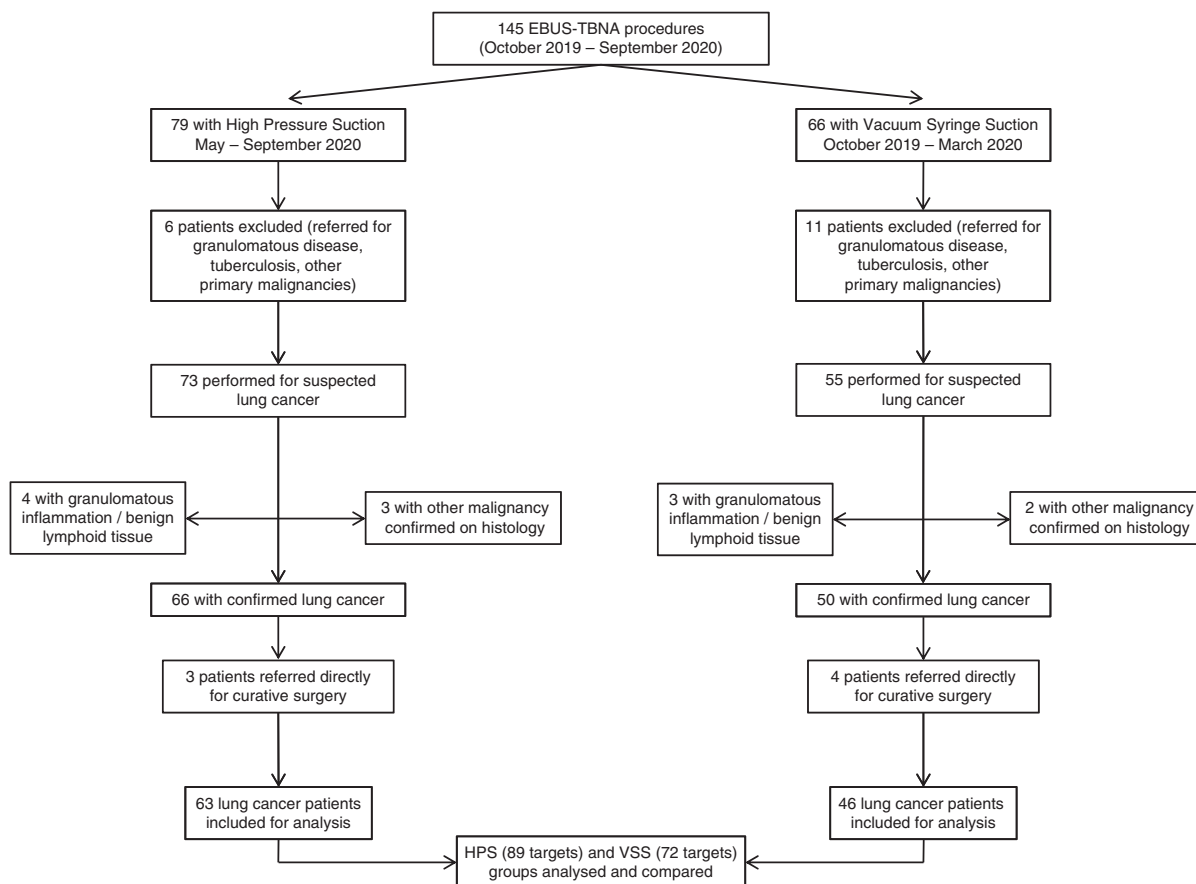 145 EBUS-TBNA procedures
(October 2019 – September 2020)
79 with High Pressure Suction
May – September 2020
66 with Vacuum Syringe Suction
October 2019 – March 2020
6 patients excluded (referred for
granulomatous disease,
tuberculosis, other
primary malignancies)
11 patients excluded (referred for
granulomatous disease,
tuberculosis, other
primary malignancies)
73 performed for suspected
lung cancer
55 performed for suspected
lung cancer
4 with granulomatous
inflammation / benign
lymphoid tissue
3 with other malignancy
confirmed on histology
3 with granulomatous
inflammation / benign
lymphoid tissue
2 with other malignancy
confirmed on histology
66 with confirmed lung cancer
50 with confirmed lung cancer
3 patients referred directly
for curative surgery
4 patients referred directly
for curative surgery
63 lung cancer patients
included for analysis
46 lung cancer patients
included for analysis
HPS (89 targets) and VSS (72 targets)
groups analysed and compared